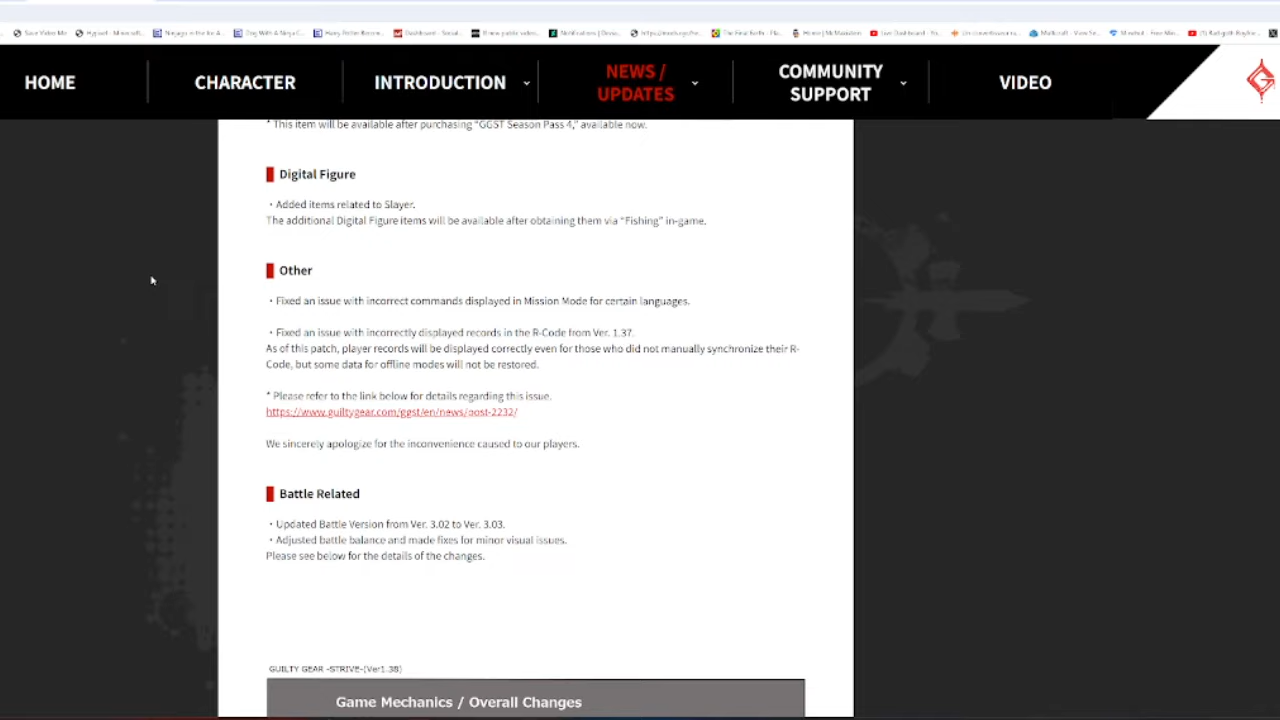 Save Video Me
Dog With A
Dashboard - Social...
HOME
CHARACTER
INTRODUCTION
NEWS /
UPDATES
COMMUNITY
SUPPORT
VIDEO
* This item will be available after purchasing "GGST Season Pass 4," available now.
Digital Figure
・Added items related to Slayer.
The additional Digital Figure items will be available after obtaining them via "Fishing" in-game.
Other
・Fixed an issue with incorrect commands displayed in Mission Mode for certain languages.
・Fixed an issue with incorrectly displayed records in the R-Code from Ver. 1.37.
As of this patch, player records will be displayed correctly even for those who did not manually synchronize their R-
Code, but some data for offline modes will not be restored.
* Please refer to the link below for details regarding this issue.
https://www.guiltygear.com/ggst/en/news/post-2232/
We sincerely apologize for the inconvenience caused to our players.
Battle Related
・Updated Battle Version from Ver. 3.02 to Ver. 3.03.
・Adjusted battle balance and made fixes for minor visual issues.
Please see below for the details of the changes.
GUILTY GEAR -STRIVE-(Ver1.38)
Game Mechanics / Overall Changes